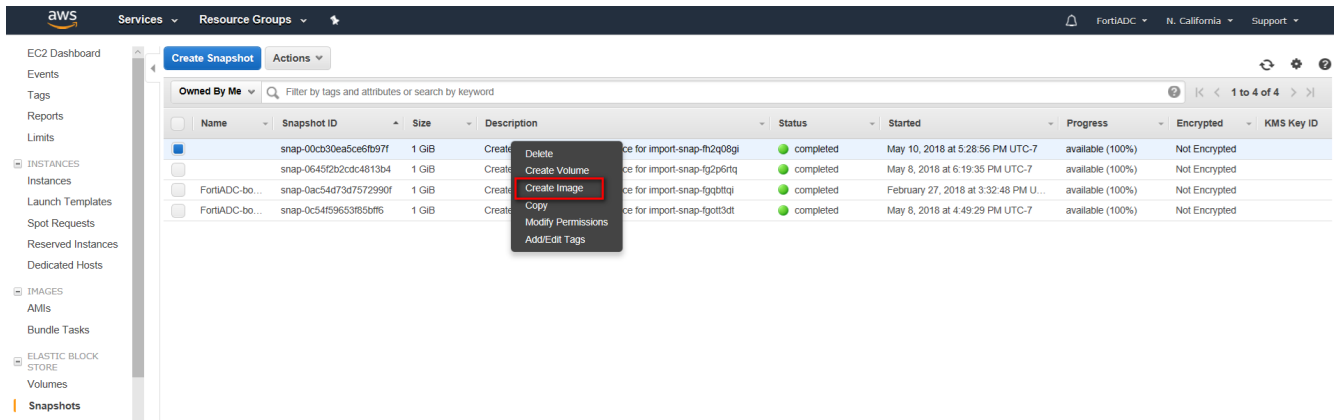 aws Services Resource Groups FortiADC N. California Support
EC2 Dashboard
Events
Tags
Reports
Limits
INSTANCES
Instances
Launch Templates
Spot Requests
Reserved Instances
Dedicated Hosts
IMAGES
AMIs
Bundle Tasks
ELASTIC BLOCK
STORE
Volumes
Snapshots
Create Snapshot Actions
Owned By Me Filter by tags and attributes or search by keyword 1 to 4 of 4
Name Snapshot ID Size Description Status Started Progress Encrypted KMS Key ID
snap-00cb30ea5ce6fb97f 1 GiB Create ce for import-snap-fh2q08gi completed May 10, 2018 at 5:28:56 PM UTC-7 available (100%) Not Encrypted
snap-0645f2b2cdc4813b4 1 GiB Create ce for import-snap-fg2p6rtq completed May 8, 2018 at 6:19:35 PM UTC-7 available (100%) Not Encrypted
FortiADC-bo... snap-0ac54d73d7572990f 1 GiB Create ce for import-snap-fgqbttqi completed February 27, 2018 at 3:32:48 PM U... available (100%) Not Encrypted
FortiADC-bo... snap-0c54f59653f85bff6 1 GiB Create ce for import-snap-fgott3dt completed May 8, 2018 at 4:49:29 PM UTC-7 available (100%) Not Encrypted
Delete
Create Volume
Create Image
Copy
Modify Permissions
Add/Edit Tags